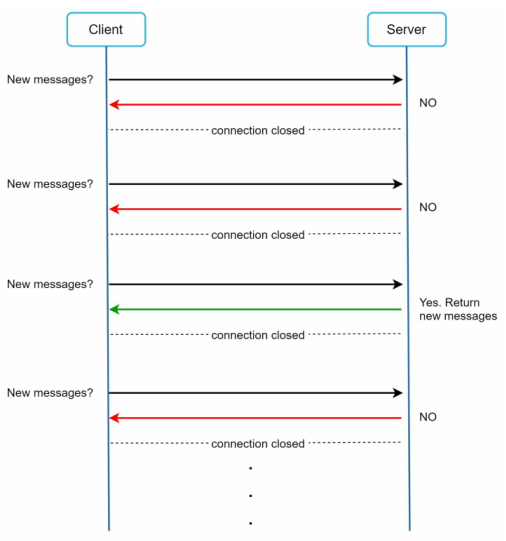 Client
Server
New messages?
NO
connection closed
New messages?
NO
connection closed
New messages?
Yes. Return
new messages
connection closed
New messages?
NO
connection closed